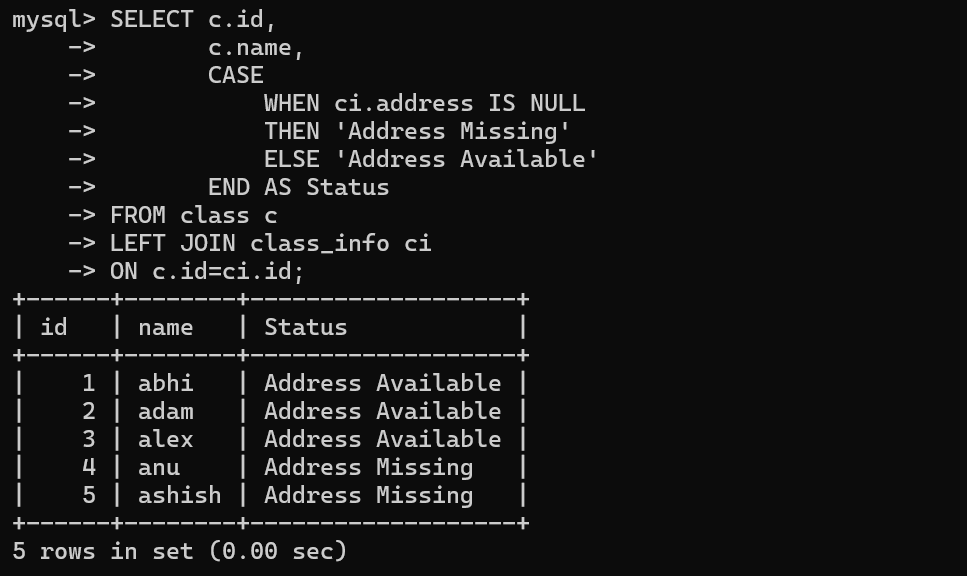 mysql> SELECT c.id,
    ->        c.name,
    ->        CASE
    ->            WHEN ci.address IS NULL
    ->            THEN 'Address Missing'
    ->            ELSE 'Address Available'
    ->        END AS Status
    -> FROM class c
    -> LEFT JOIN class_info ci
    -> ON c.id=ci.id;
+------+--------+-------------------+
| id   | name   | Status            |
+------+--------+-------------------+
|    1 | abhi   | Address Available |
|    2 | adam   | Address Available |
|    3 | alex   | Address Available |
|    4 | anu    | Address Missing   |
|    5 | ashish | Address Missing   |
+------+--------+-------------------+
5 rows in set (0.00 sec)